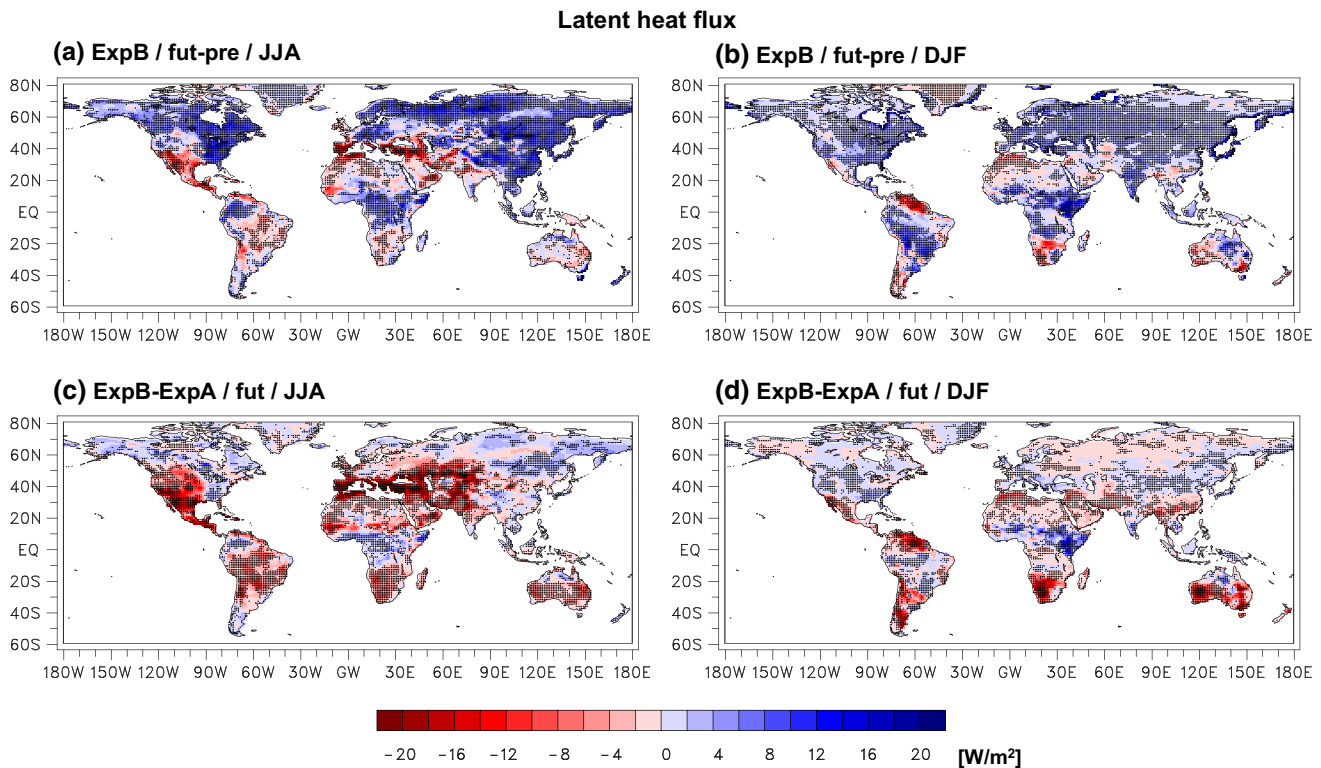 Latent heat flux
(a) ExpB / fut-pre / JJA
(b) ExpB / fut-pre / DJF
80N
60N
40N
20N
EQ
20S
40S
60S
180W 150W 120W 90W 60W 30W GW 30E 60E 90E 120E 150E 180E
80N
60N
40N
20N
EQ
20S
40S
60S
180W 150W 120W 90W 60W 30W GW 30E 60E 90E 120E 150E 180E
(c) ExpB-ExpA / fut / JJA
(d) ExpB-ExpA / fut / DJF
80N
60N
40N
20N
EQ
20S
40S
60S
180W 150W 120W 90W 60W 30W GW 30E 60E 90E 120E 150E 180E
80N
60N
40N
20N
EQ
20S
40S
60S
180W 150W 120W 90W 60W 30W GW 30E 60E 90E 120E 150E 180E
-20 -16 -12 -8 -4 0 4 8 12 16 20 [W/m²]